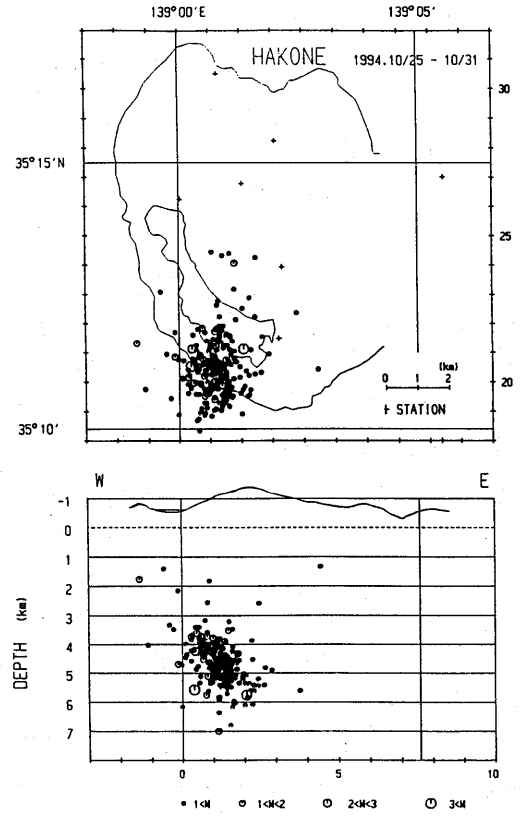 139°00'E 139°05'
HAKONE 1994.10/25 - 10/31
30
35°15'N
25
(km)
0 1 2
20
+ STATION
35°10'
W E
-1
0
1
2
3
4
5
6
7
DEPTH (km)
0 5 10
1<M 1<M<2 2<M<3 3<M